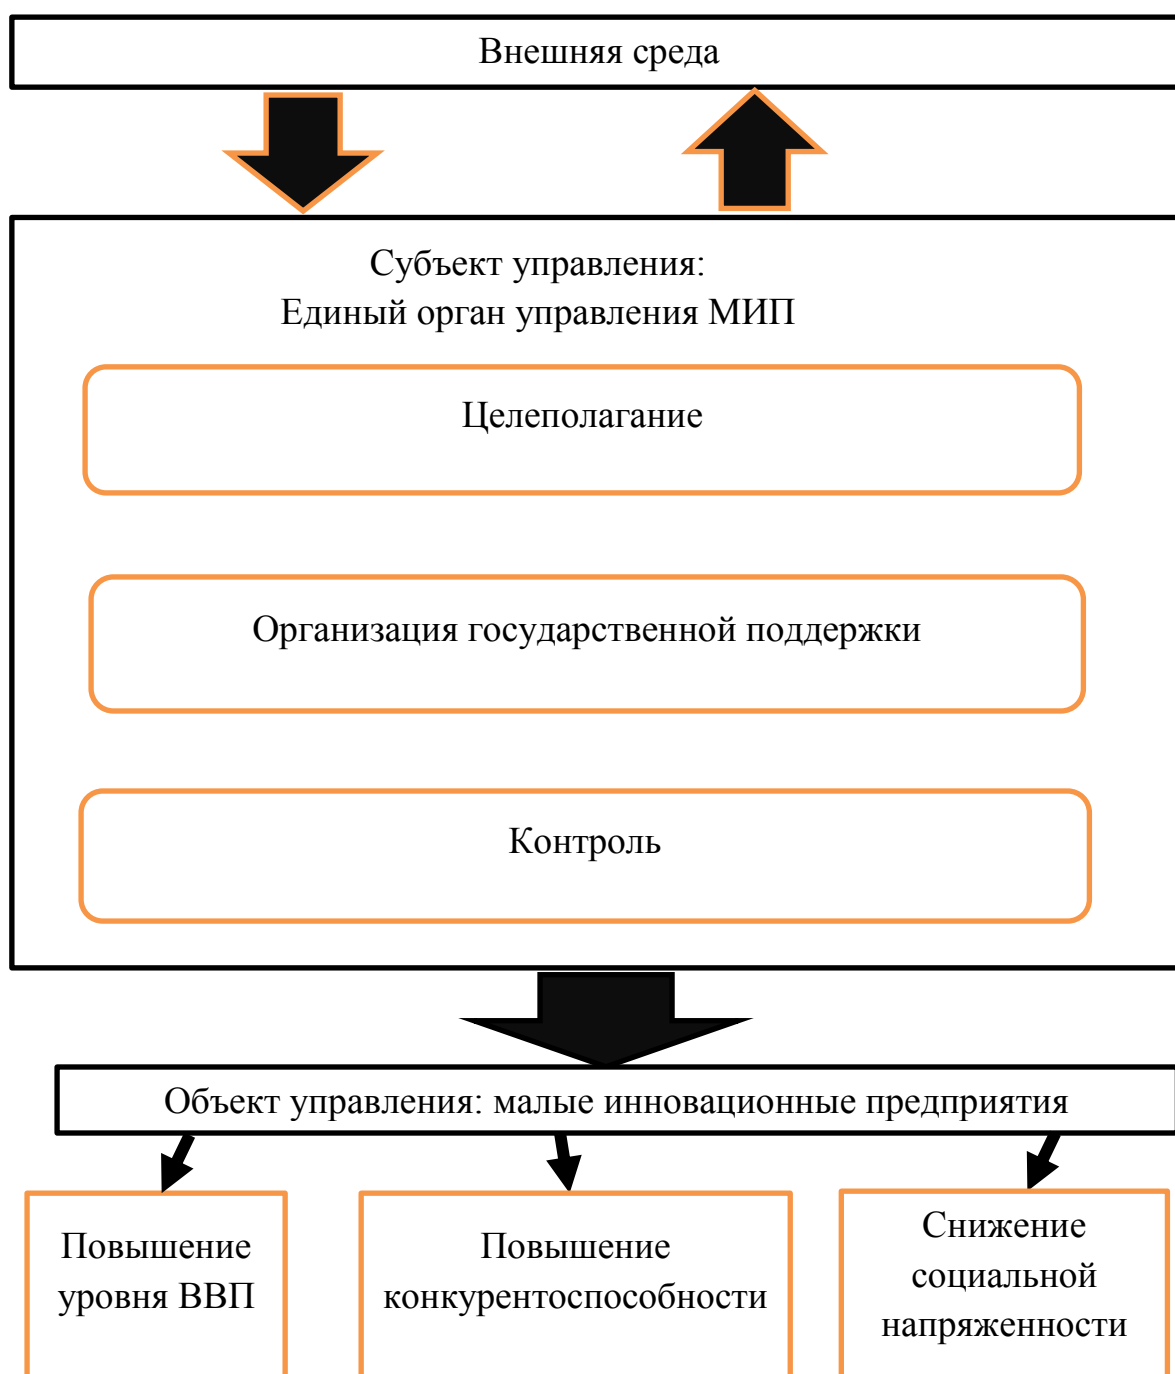 Внешняя среда
Субъект управления:
Единый орган управления МИП
Целеполагание
Организация государственной поддержки
Контроль
Объект управления: малые инновационные предприятия
Повышение
уровня ВВП
Повышение
конкурентоспособности
Снижение
социальной
напряженности